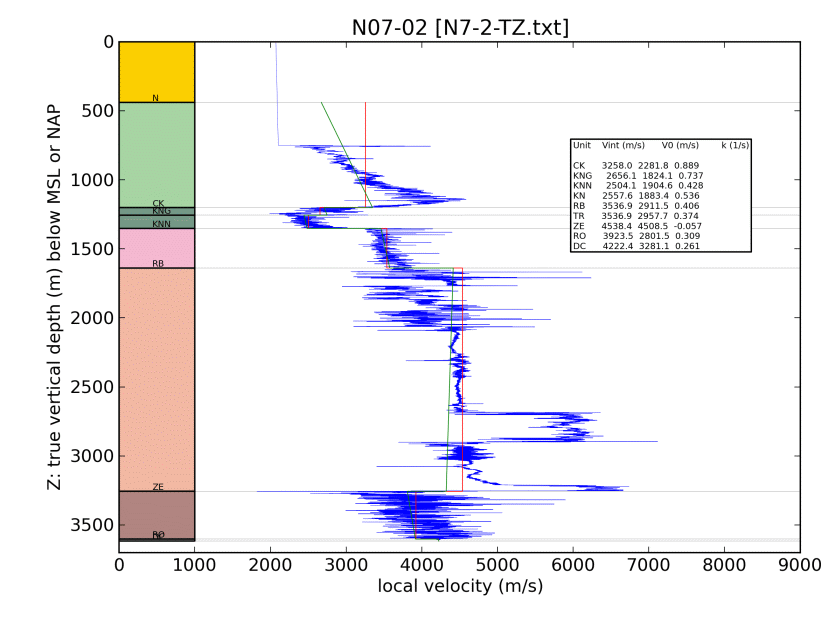 N07-02 [N7-2-TZ.txt]
Z: true vertical depth (m) below MSL or NAP
0
500
1000
1500
2000
2500
3000
3500
N
CK
KNG
KNN
RB
ZE
RO
Unit Vint (m/s) V0 (m/s) k (1/s)
CK 3258.0 2281.8 0.889
KNG 2656.1 1824.1 0.737
KNN 2504.1 1904.6 0.428
KN 2557.6 1883.4 0.536
RB 3536.9 2911.5 0.406
TR 3536.9 2957.7 0.374
ZE 4538.4 4508.5 -0.057
RO 3923.5 2801.5 0.309
DC 4222.4 3281.1 0.261
0 1000 2000 3000 4000 5000 6000 7000 8000 9000
local velocity (m/s)